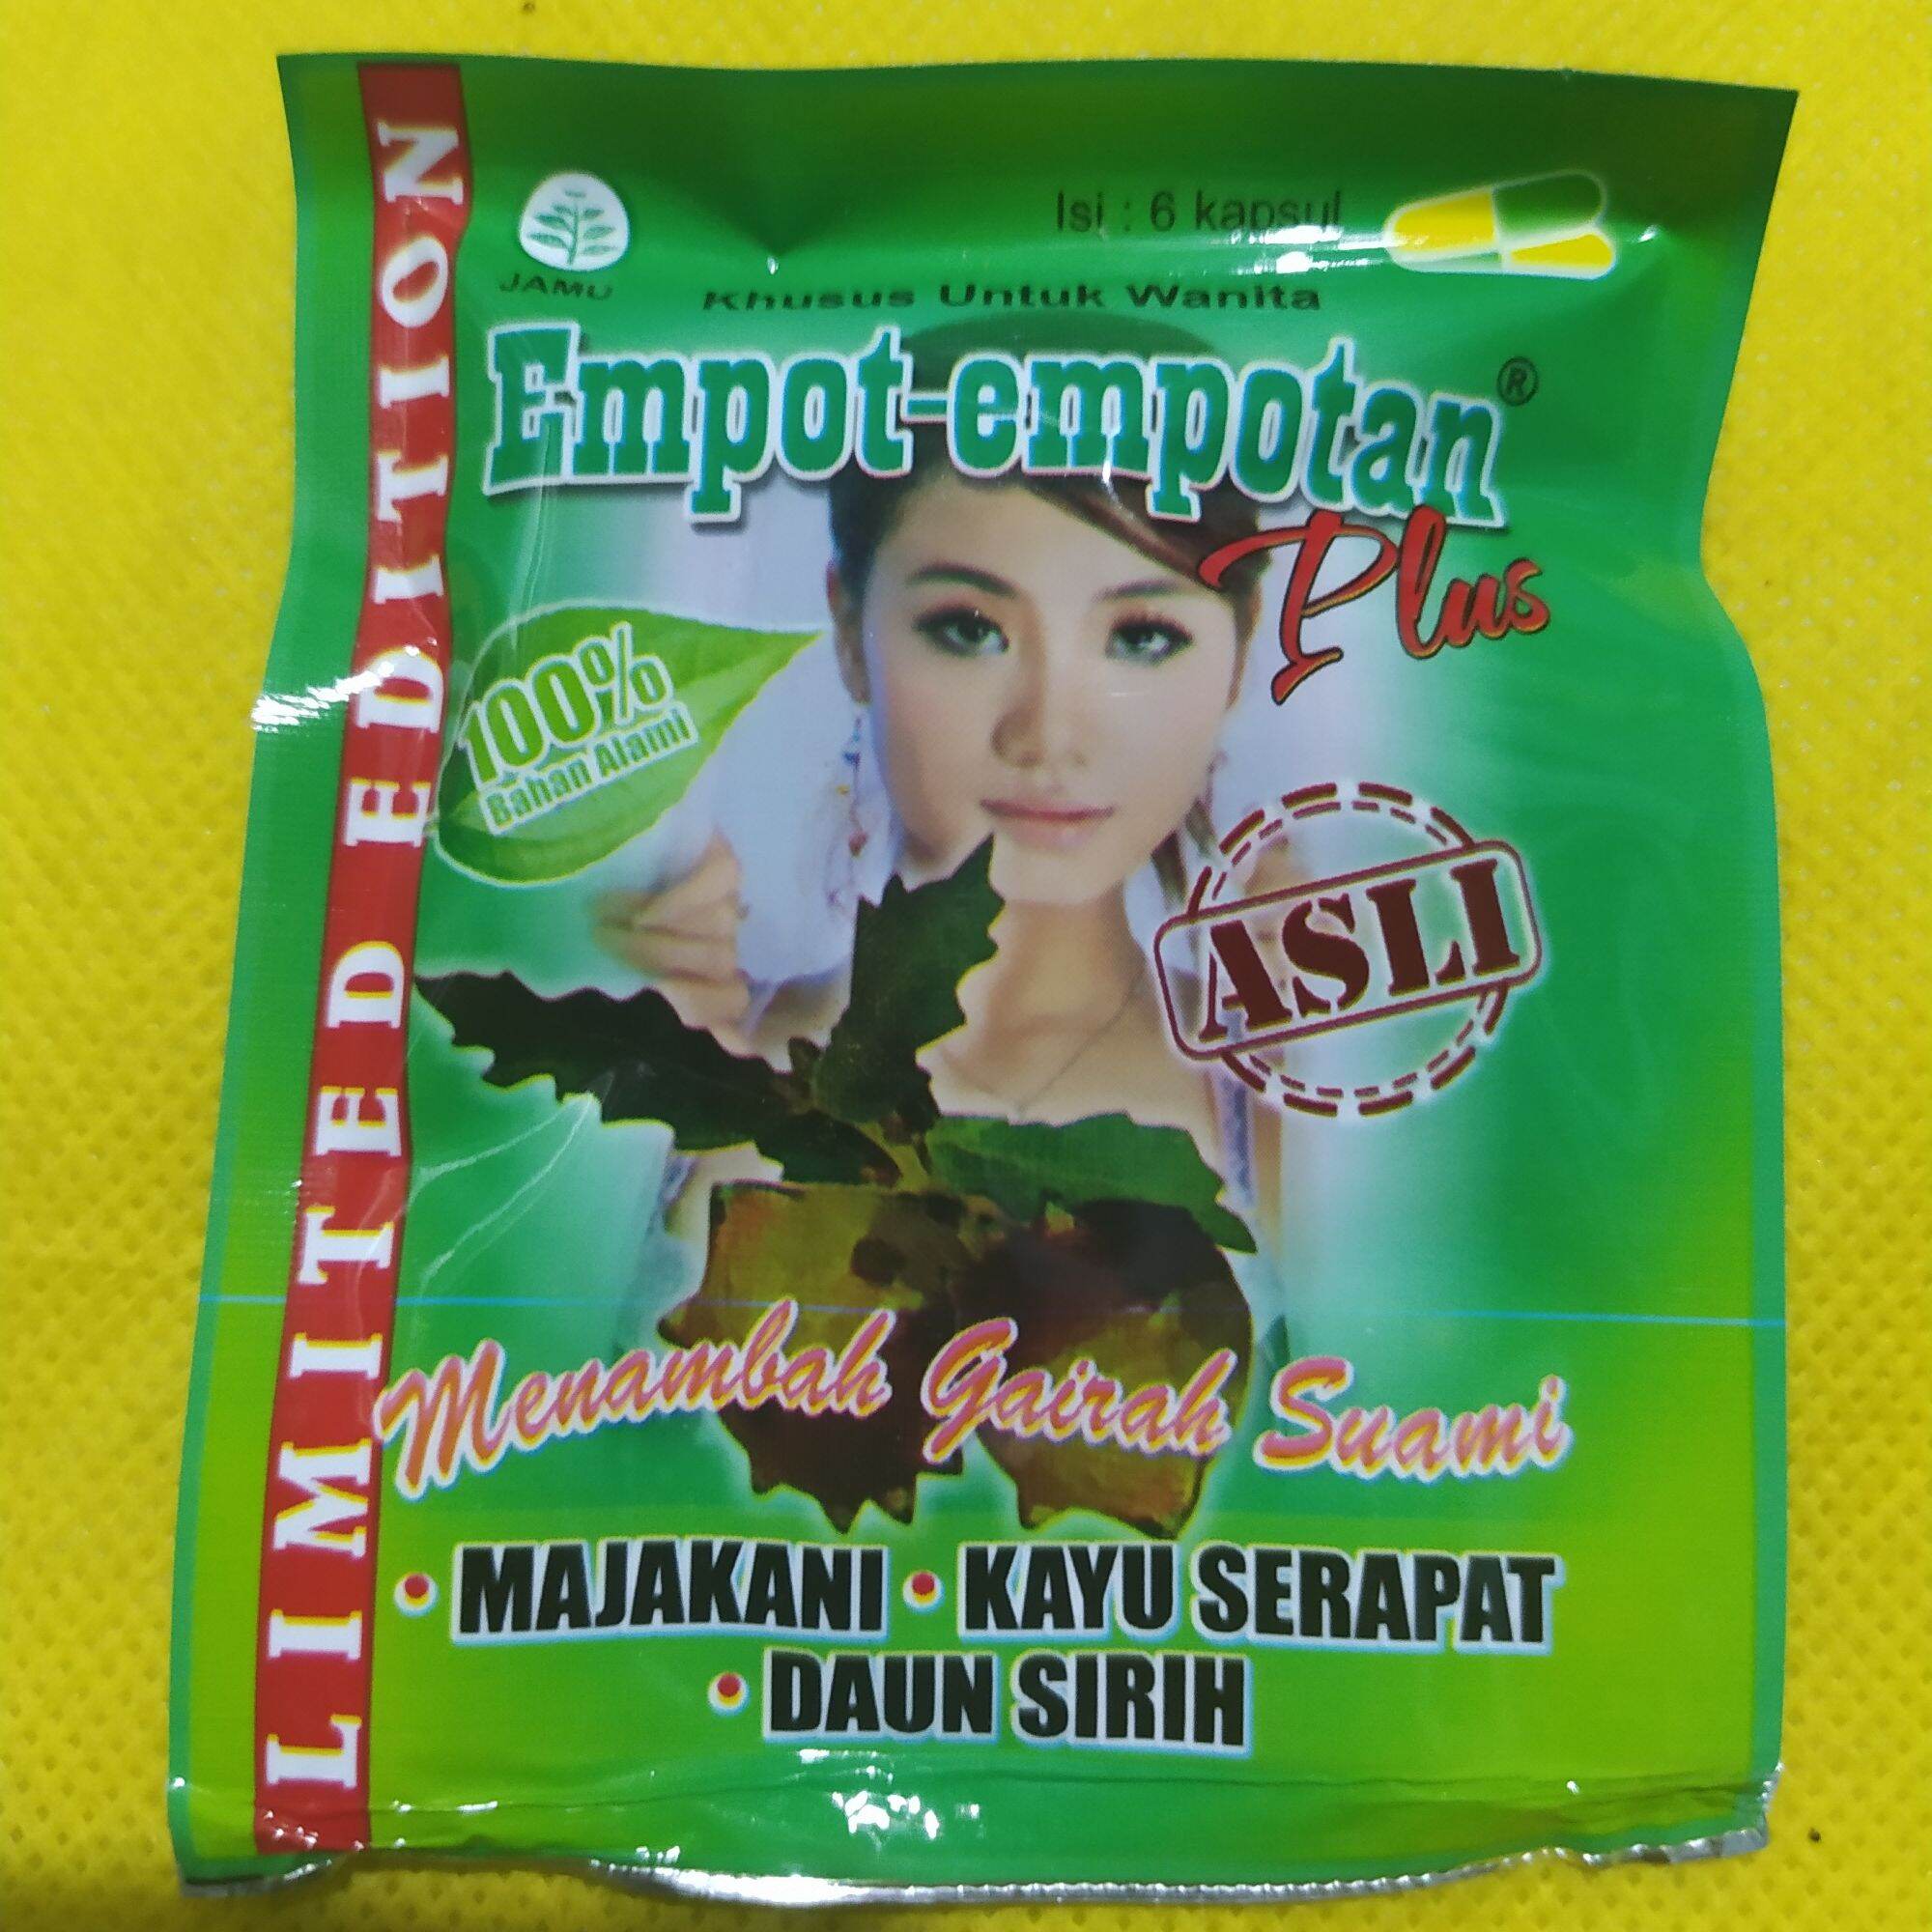 LIMITED EDITION
JAMU
Isi : 6 kapsul
Khusus Untuk Wanita
Empot-empotan®
Plus
100%
Bahan Alami
ASLI
Menambah Gairah Suami
• MAJAKANI • KAYU SERAPAT
• DAUN SIRIH